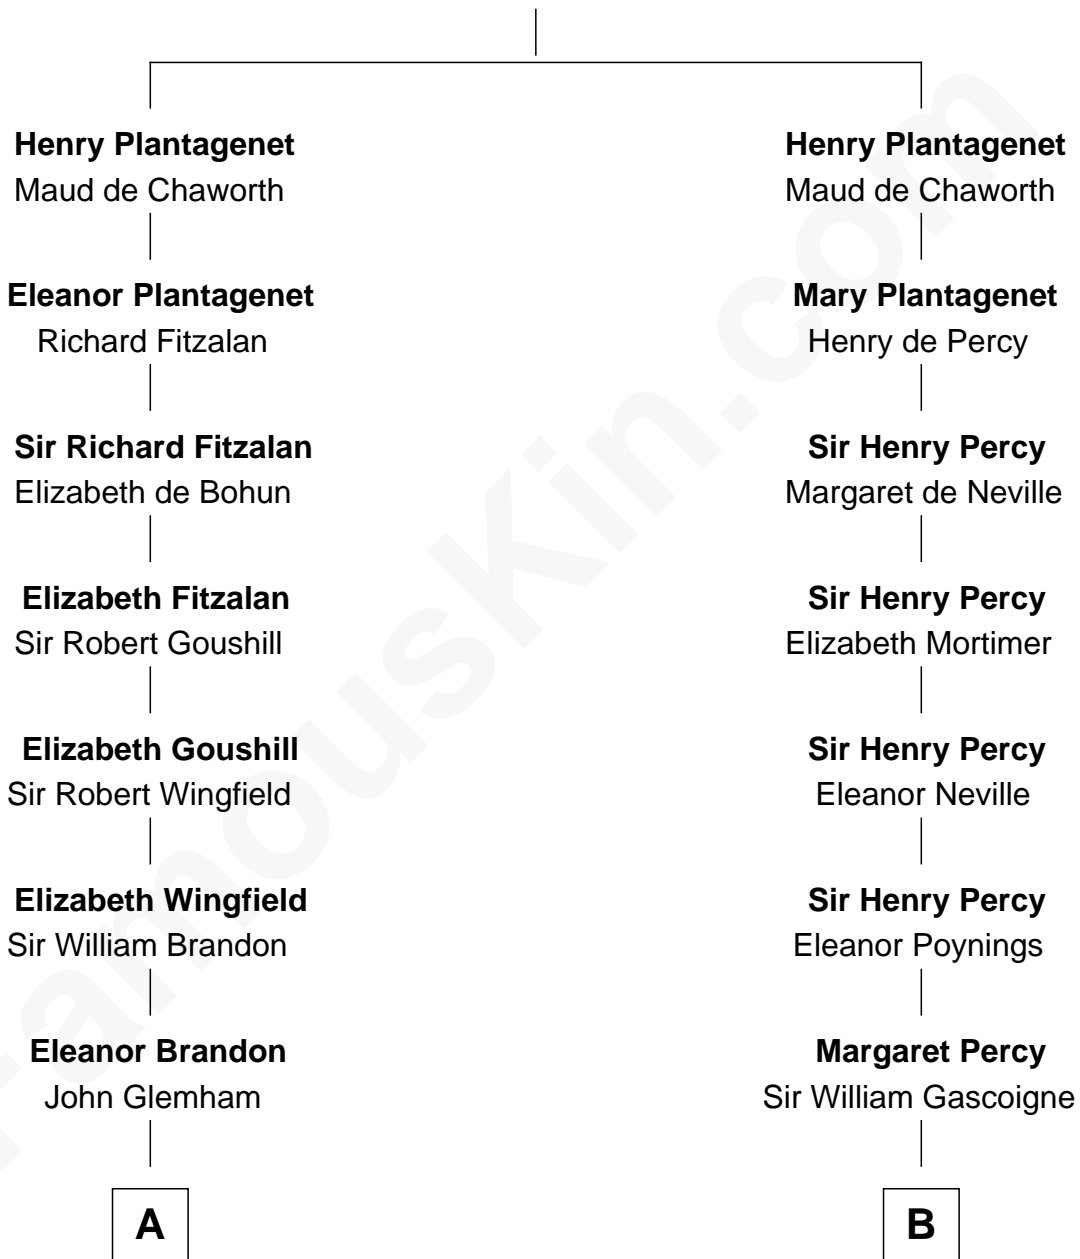 Henry Plantagenet
Maud de Chaworth
Eleanor Plantagenet
Richard Fitzalan
Sir Richard Fitzalan
Elizabeth de Bohun
Elizabeth Fitzalan
Sir Robert Goushill
Elizabeth Goushill
Sir Robert Wingfield
Elizabeth Wingfield
Sir William Brandon
Eleanor Brandon
John Glemham
A
Henry Plantagenet
Maud de Chaworth
Mary Plantagenet
Henry de Percy
Sir Henry Percy
Margaret de Neville
Sir Henry Percy
Elizabeth Mortimer
Sir Henry Percy
Eleanor Neville
Sir Henry Percy
Eleanor Poynings
Margaret Percy
Sir William Gascoigne
B
FamousKin.com